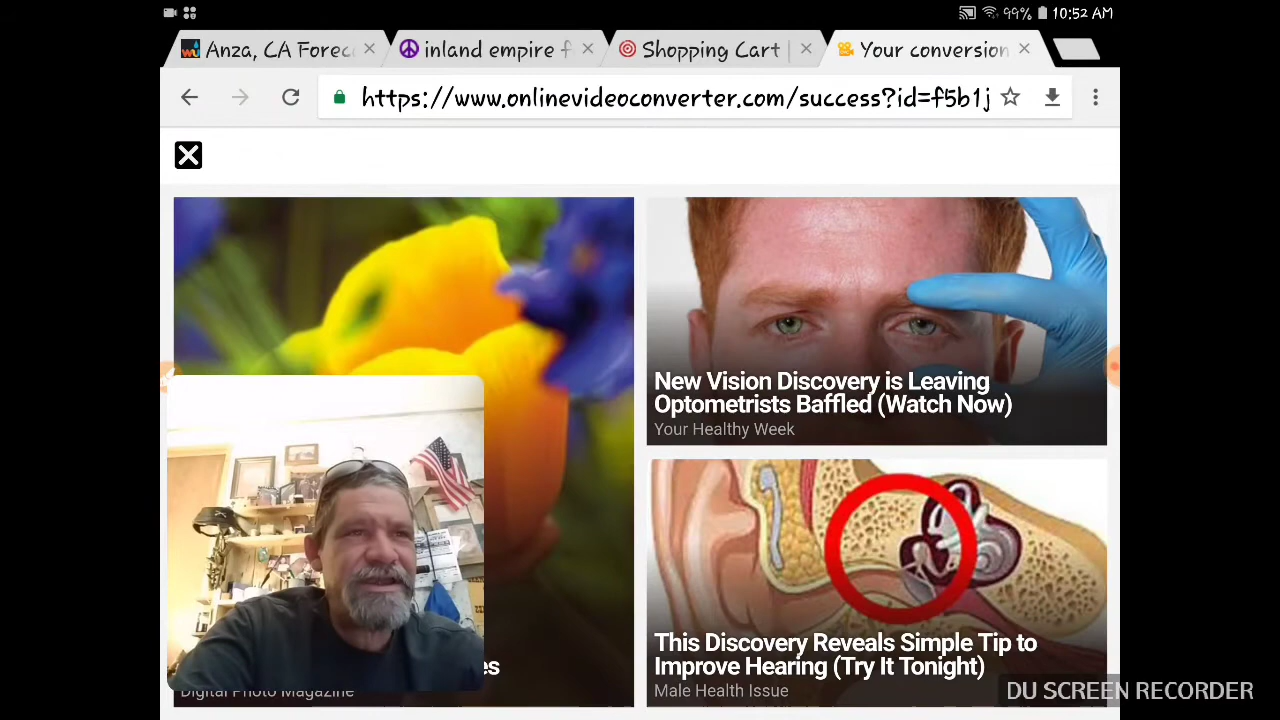 99% 10:52 AM
Anza, CA Forec
inland empire f
Shopping Cart |
Your conversion
https://www.onlinevideoconverter.com/success?id=f5b1j
New Vision Discovery is Leaving
Optometrists Baffled (Watch Now)
Your Healthy Week
es
Digital Photo Magazine
This Discovery Reveals Simple Tip to
Improve Hearing (Try It Tonight)
Male Health Issue
DU SCREEN RECORDER